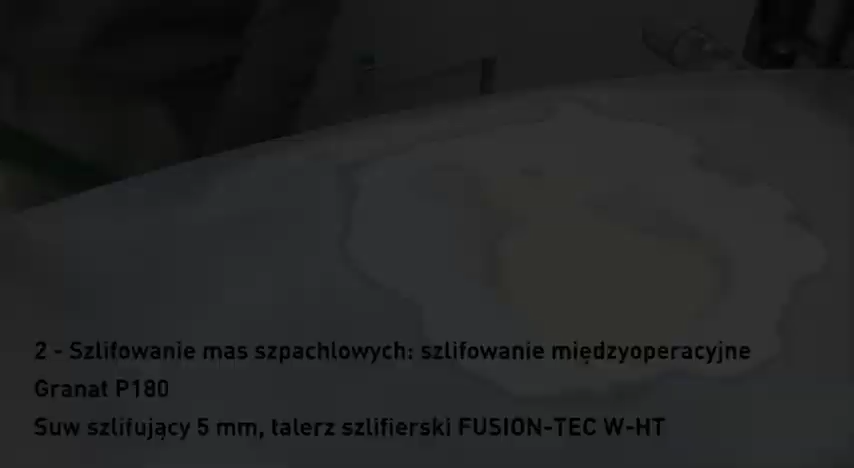 2 - Szlifowanie mas szpachlowych: szlifowanie międzyoperacyjne
Granat P180
Suw szlifujący 5 mm, talerz szlifierski FUSION-TEC W-HT